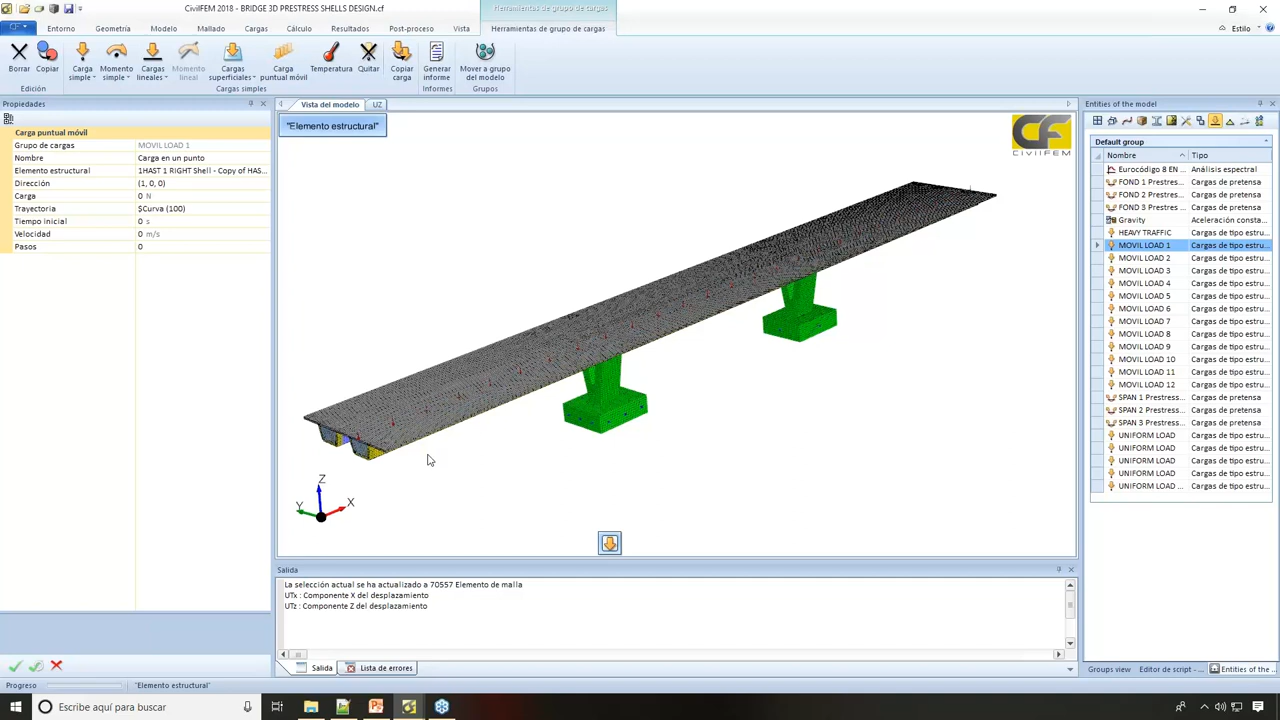 CivilFEM 2018 - BRIDGE 3D PRESTRESS SHELLS DESIGN.cf
Herramientas de grupo de cargas
CF
Entorno Geometría Modelo Mallado Cargas Cálculo Resultados Post-proceso Vista Herramientas de grupo de cargas Estilo
Borrar Copiar Carga simple Momento simple Cargas lineales Momento lineal Cargas superficiales Carga puntual móvil Temperatura Quitar Copiar carga Generar informe Mover a grupo del modelo
Edición Cargas simples Informes Grupos
Propiedades
Carga puntual móvil
Grupo de cargas MOVIL LOAD 1
Nombre Carga en un punto
Elemento estructural 1HAST 1 RIGHT Shell - Copy of HAS...
Dirección (1, 0, 0)
Carga 0 N
Trayectoria $Curva (100)
Tiempo inicial 0 s
Velocidad 0 m/s
Pasos 0
Vista del modelo UZ
"Elemento estructural"
CF
CIVILFEM
Z
Y
X
Salida
La selección actual se ha actualizado a 70557 Elemento de malla
UTx : Componente X del desplazamiento
UTz : Componente Z del desplazamiento
Salida Lista de errores
Entities of the model
Default group
Nombre Tipo
Eurocódigo 8 EN ... Análisis espectral
FOND 1 Prestres... Cargas de pretensa
FOND 2 Prestres... Cargas de pretensa
FOND 3 Prestres... Cargas de pretensa
Gravity Aceleración consta...
HEAVY TRAFFIC Cargas de tipo estru...
MOVIL LOAD 1 Cargas de tipo estru...
MOVIL LOAD 2 Cargas de tipo estru...
MOVIL LOAD 3 Cargas de tipo estru...
MOVIL LOAD 4 Cargas de tipo estru...
MOVIL LOAD 5 Cargas de tipo estru...
MOVIL LOAD 6 Cargas de tipo estru...
MOVIL LOAD 7 Cargas de tipo estru...
MOVIL LOAD 8 Cargas de tipo estru...
MOVIL LOAD 9 Cargas de tipo estru...
MOVIL LOAD 10 Cargas de tipo estru...
MOVIL LOAD 11 Cargas de tipo estru...
MOVIL LOAD 12 Cargas de tipo estru...
SPAN 1 Prestress... Cargas de pretensa
SPAN 2 Prestress... Cargas de pretensa
SPAN 3 Prestress... Cargas de pretensa
UNIFORM LOAD Cargas de tipo estru...
UNIFORM LOAD Cargas de tipo estru...
UNIFORM LOAD Cargas de tipo estru...
UNIFORM LOAD Cargas de tipo estru...
UNIFORM LOAD ... Cargas de tipo estru...
Groups view Editor de script -... Entities of the...
Progreso "Elemento estructural"
Escribe aquí para buscar